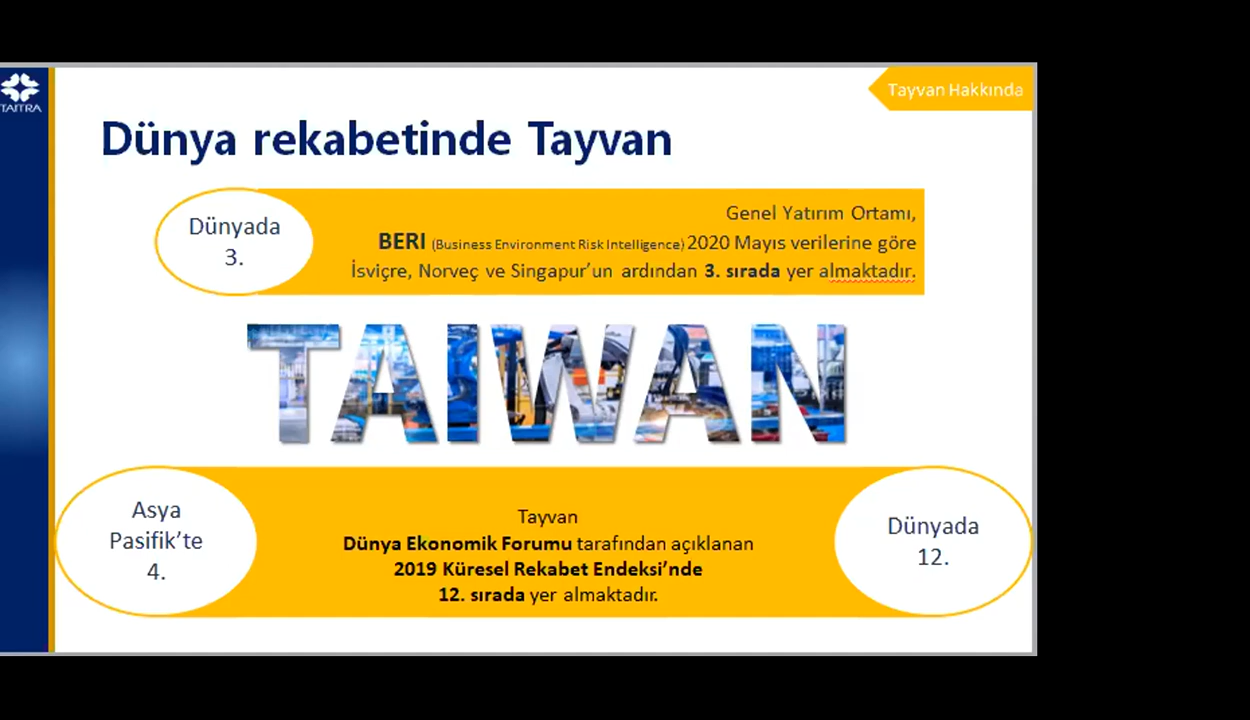 TAITRA
Tayvan Hakkında
Dünya rekabetinde Tayvan
Dünyada
3.
Genel Yatırım Ortamı,
BERI (Business Environment Risk Intelligence) 2020 Mayıs verilerine göre
İsviçre, Norveç ve Singapur’un ardından 3. sırada yer almaktadır.
TAIWAN
Asya
Pasifik’te
4.
Tayvan
Dünya Ekonomik Forumu tarafından açıklanan
2019 Küresel Rekabet Endeksi’nde
12. sırada yer almaktadır.
Dünyada
12.